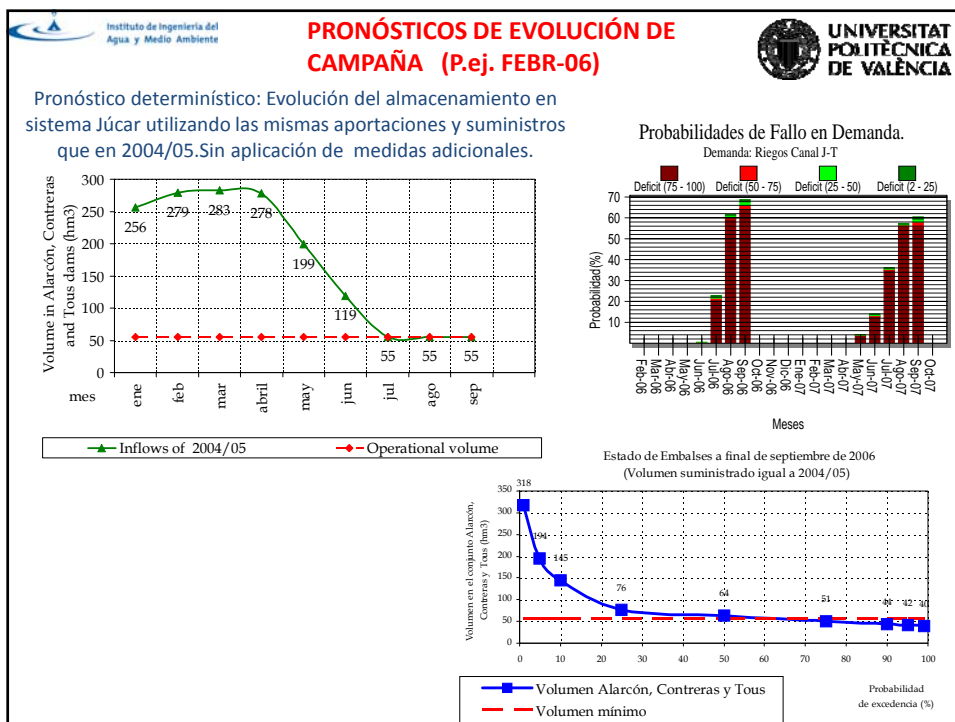 Instituto de Ingeniería del
Agua y Medio Ambiente
PRONÓSTICOS DE EVOLUCIÓN DE
CAMPAÑA (P.ej. FEBR-06)
UNIVERSITAT
POLITÈCNICA
DE VALÈNCIA
Pronóstico determinístico: Evolución del almacenamiento en
sistema Júcar utilizando las mismas aportaciones y suministros
que en 2004/05.Sin aplicación de medidas adicionales.
Volume in Alarcón, Contreras
and Tous dams (hm3)
300
250
200
150
100
50
0
256
279
283
278
199
119
55
55
55
mes
ene
feb
mar
abril
may
jun
jul
ago
sep
Inflows of 2004/05
Operational volume
Probabilidades de Fallo en Demanda.
Demanda: Riegos Canal J-T
Deficit (75 - 100)
Deficit (50 - 75)
Deficit (25 - 50)
Deficit (2 - 25)
Probabilidad(%)
70
60
50
40
30
20
10
Feb-06
Mar-06
Abr-06
May-06
Jun-06
Jul-06
Ago-06
Sep-06
Oct-06
Nov-06
Dic-06
Ene-07
Feb-07
Mar-07
Abr-07
May-07
Jun-07
Jul-07
Ago-07
Sep-07
Oct-07
Meses
Estado de Embalses a final de septiembre de 2006
(Volumen suministrado igual a 2004/05)
Volumen en el conjunto Alarcón,
Contreras y Tous (hm3)
350
300
250
200
150
100
50
0
318
194
145
76
64
51
44
42
40
0
10
20
30
40
50
60
70
80
90
100
Volumen Alarcón, Contreras y Tous
Volumen mínimo
Probabilidad
de excedencia (%)